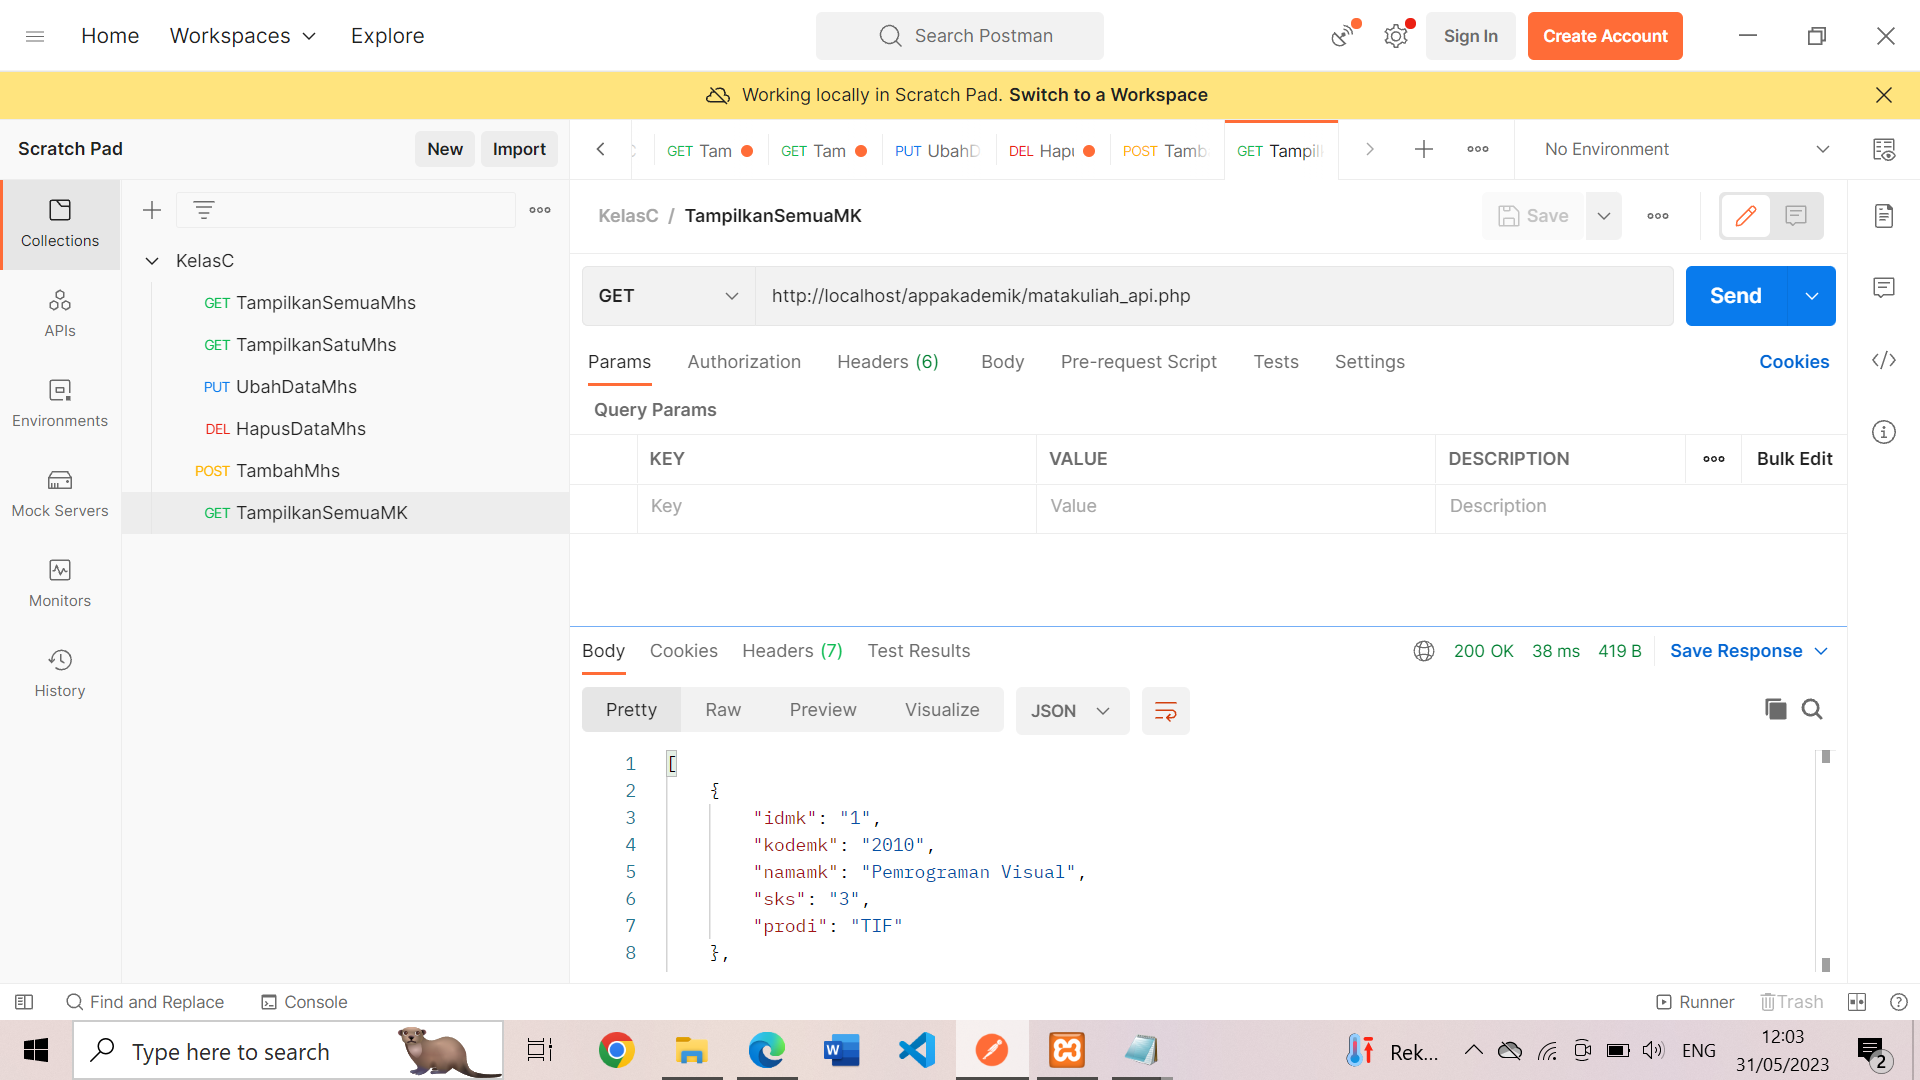 Home Workspaces Explore Search Postman Sign In Create Account
Working locally in Scratch Pad. Switch to a Workspace
Scratch Pad New Import
GET Tam GET Tam PUT UbahD DEL Hapu POST Tamb GET Tampil No Environment
Collections
APIs
Environments
Mock Servers
Monitors
History
KelasC
GET TampilkanSemuaMhs
GET TampilkanSatuMhs
PUT UbahDataMhs
DEL HapusDataMhs
POST TambahMhs
GET TampilkanSemuaMK
KelasC / TampilkanSemuaMK Save
GET http://localhost/appakademik/matakuliah_api.php Send
Params Authorization Headers (6) Body Pre-request Script Tests Settings Cookies
Query Params
KEY VALUE DESCRIPTION Bulk Edit
Key Value Description
Body Cookies Headers (7) Test Results 200 OK 38 ms 419 B Save Response
Pretty Raw Preview Visualize JSON
1 [
2 {
3 "idmk": "1",
4 "kodemk": "2010",
5 "namamk": "Pemrograman Visual",
6 "sks": "3",
7 "prodi": "TIF"
8 },
Find and Replace Console Runner Trash
Type here to search Rek... ENG 12:03
31/05/2023 2